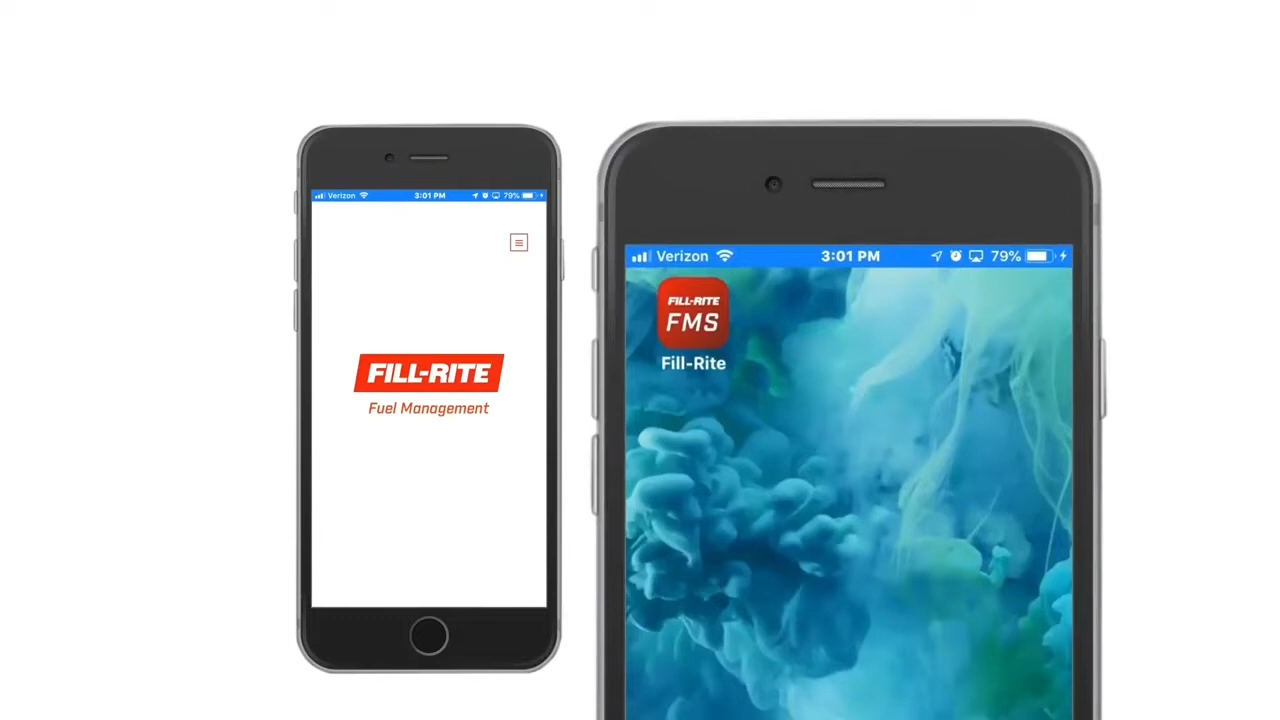 Verizon 3:01 PM 79%
FILL-RITE
Fuel Management
Verizon 3:01 PM 79%
FILL-RITE
FMS
Fill-Rite